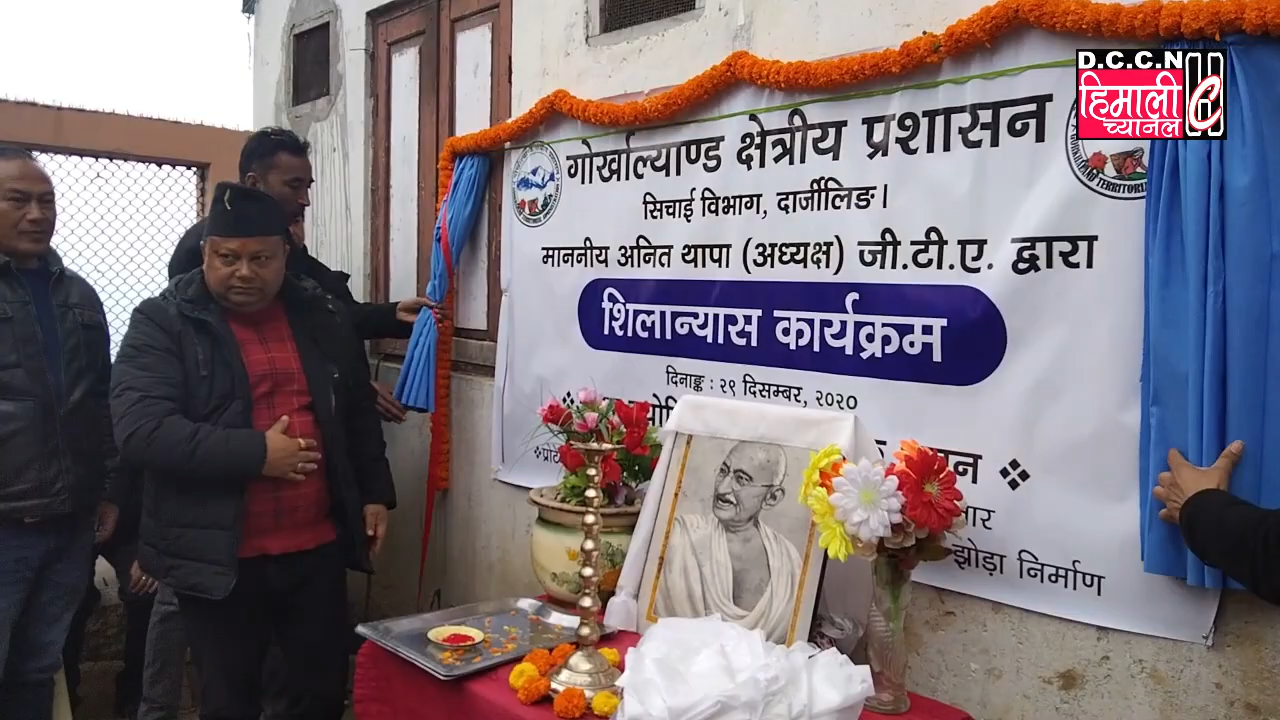 D.C.C.N
हिमाली
च्यानल
गोर्खाल्याण्ड क्षेत्रीय प्रशासन
सिचाई विभाग, दार्जीलिङ।
माननीय अनित थापा (अध्यक्ष) जी.टी.ए. द्वारा
शिलान्यास कार्यक्रम
दिनाङ्क : २९ दिसम्बर, २०२०
झोड़ा निर्माण